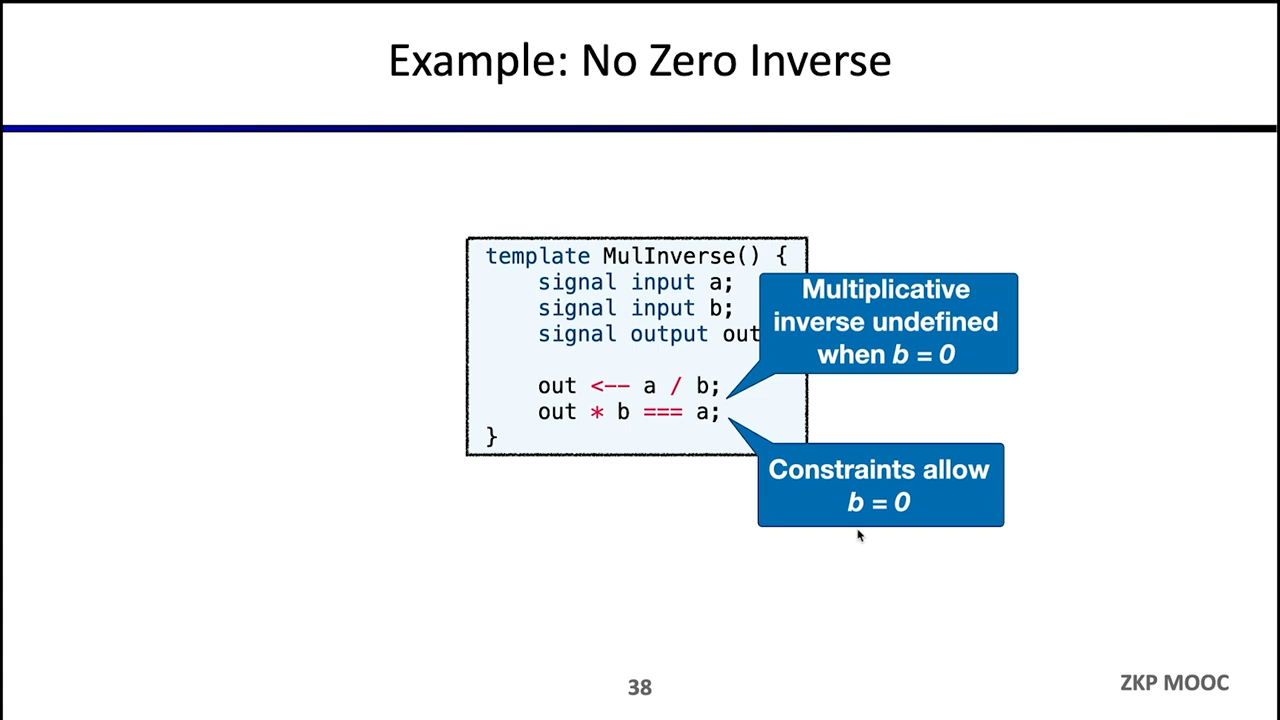 Example: No Zero Inverse
template MulInverse() {
signal input a;
signal input b;
signal output out
out <-- a / b;
out * b === a;
}
Multiplicative
inverse undefined
when b = 0
Constraints allow
b = 0
38
ZKP MOOC